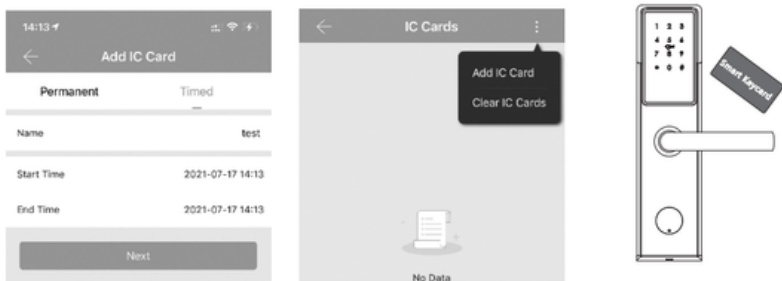 14:13
Add IC Card
Permanent Timed
Name test
Start Time 2021-07-17 14:13
End Time 2021-07-17 14:13
Next
IC Cards
Add IC Card
Clear IC Cards
No Data
1 2 3
4 5 6
7 8 9
0 #
Smart Keycard